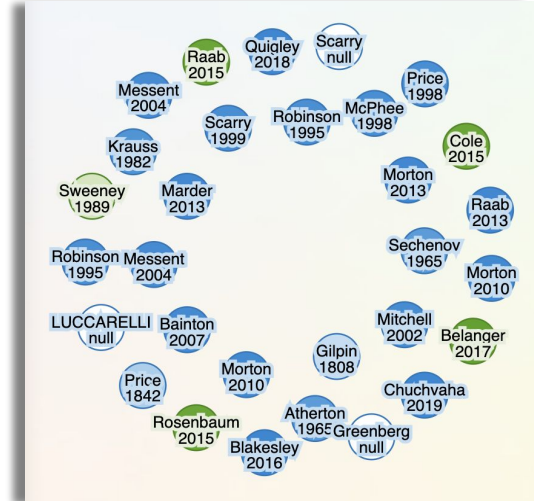 Quigley
2018
Scarry
null
Raab
2015
Price
1998
Messent
2004
McPhee
1998
Robinson
1995
Scarry
1999
Cole
2015
Krauss
1982
Morton
2013
Sweeney
1989
Marder
2013
Raab
2013
Sechenov
1965
Robinson
1995
Messent
2004
Morton
2010
LUCCARELLI
null
Bainton
2007
Mitchell
2002
Belanger
2017
Gilpin
1808
Price
1842
Morton
2010
Chuchvaha
2019
Rosenbaum
2015
Atherton
1965
Greenberg
null
Blakesley
2016